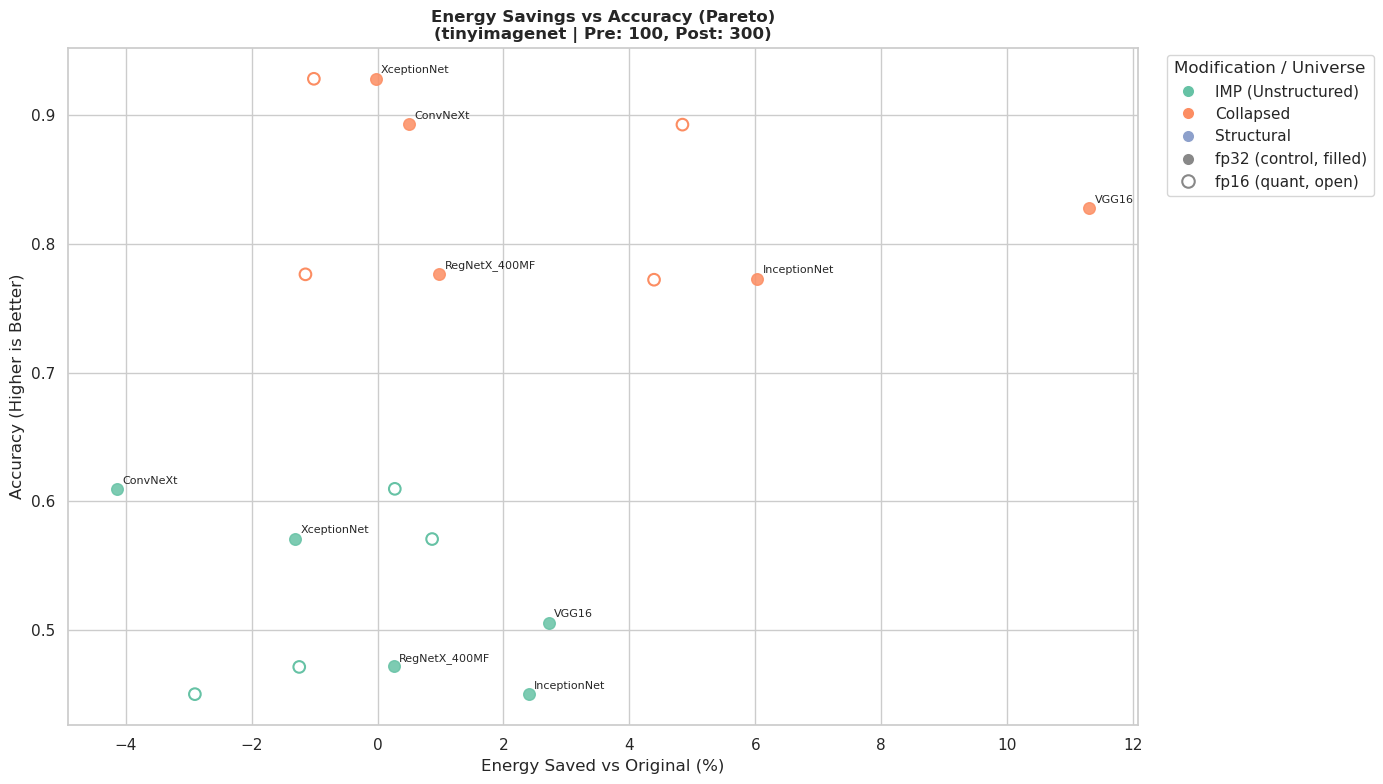 Energy Savings vs Accuracy (Pareto)
(tinyimagenet | Pre: 100, Post: 300)
Modification / Universe
IMP (Unstructured)
Collapsed
Structural
fp32 (control, filled)
fp16 (quant, open)
XceptionNet
ConvNeXt
VGG16
RegNetX_400MF
InceptionNet
ConvNeXt
XceptionNet
VGG16
RegNetX_400MF
InceptionNet
Accuracy (Higher is Better)
0.9
0.8
0.7
0.6
0.5
−4
−2
0
2
4
6
8
10
12
Energy Saved vs Original (%)